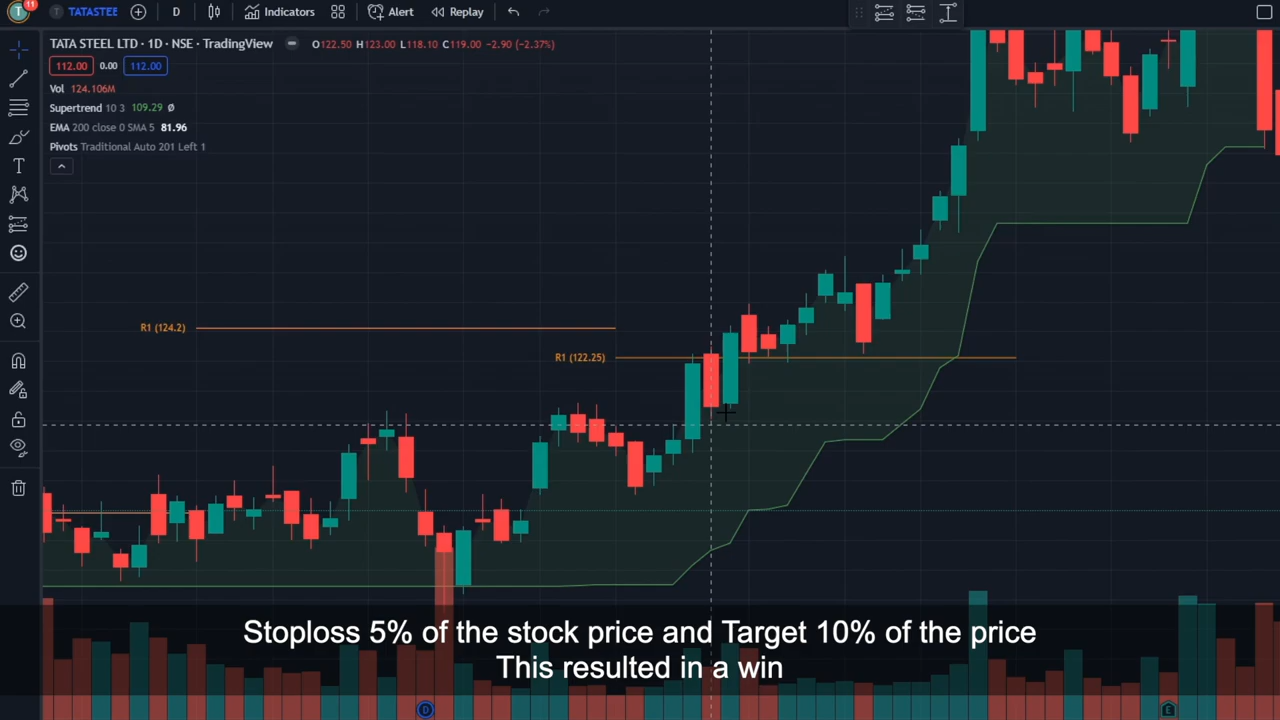 T 11 T TATASTEE D Indicators Alert Replay
TATA STEEL LTD · 1D · NSE · TradingView O122.50 H123.00 L118.10 C119.00 -2.90 (-2.37%)
112.00 0.00 112.00
Vol 124.106M
Supertrend 10 3 109.29 Ø
EMA 200 close 0 SMA 5 81.96
Pivots Traditional Auto 201 Left 1
R1 (124.2)
R1 (122.25)
Stoploss 5% of the stock price and Target 10% of the price
This resulted in a win
D E